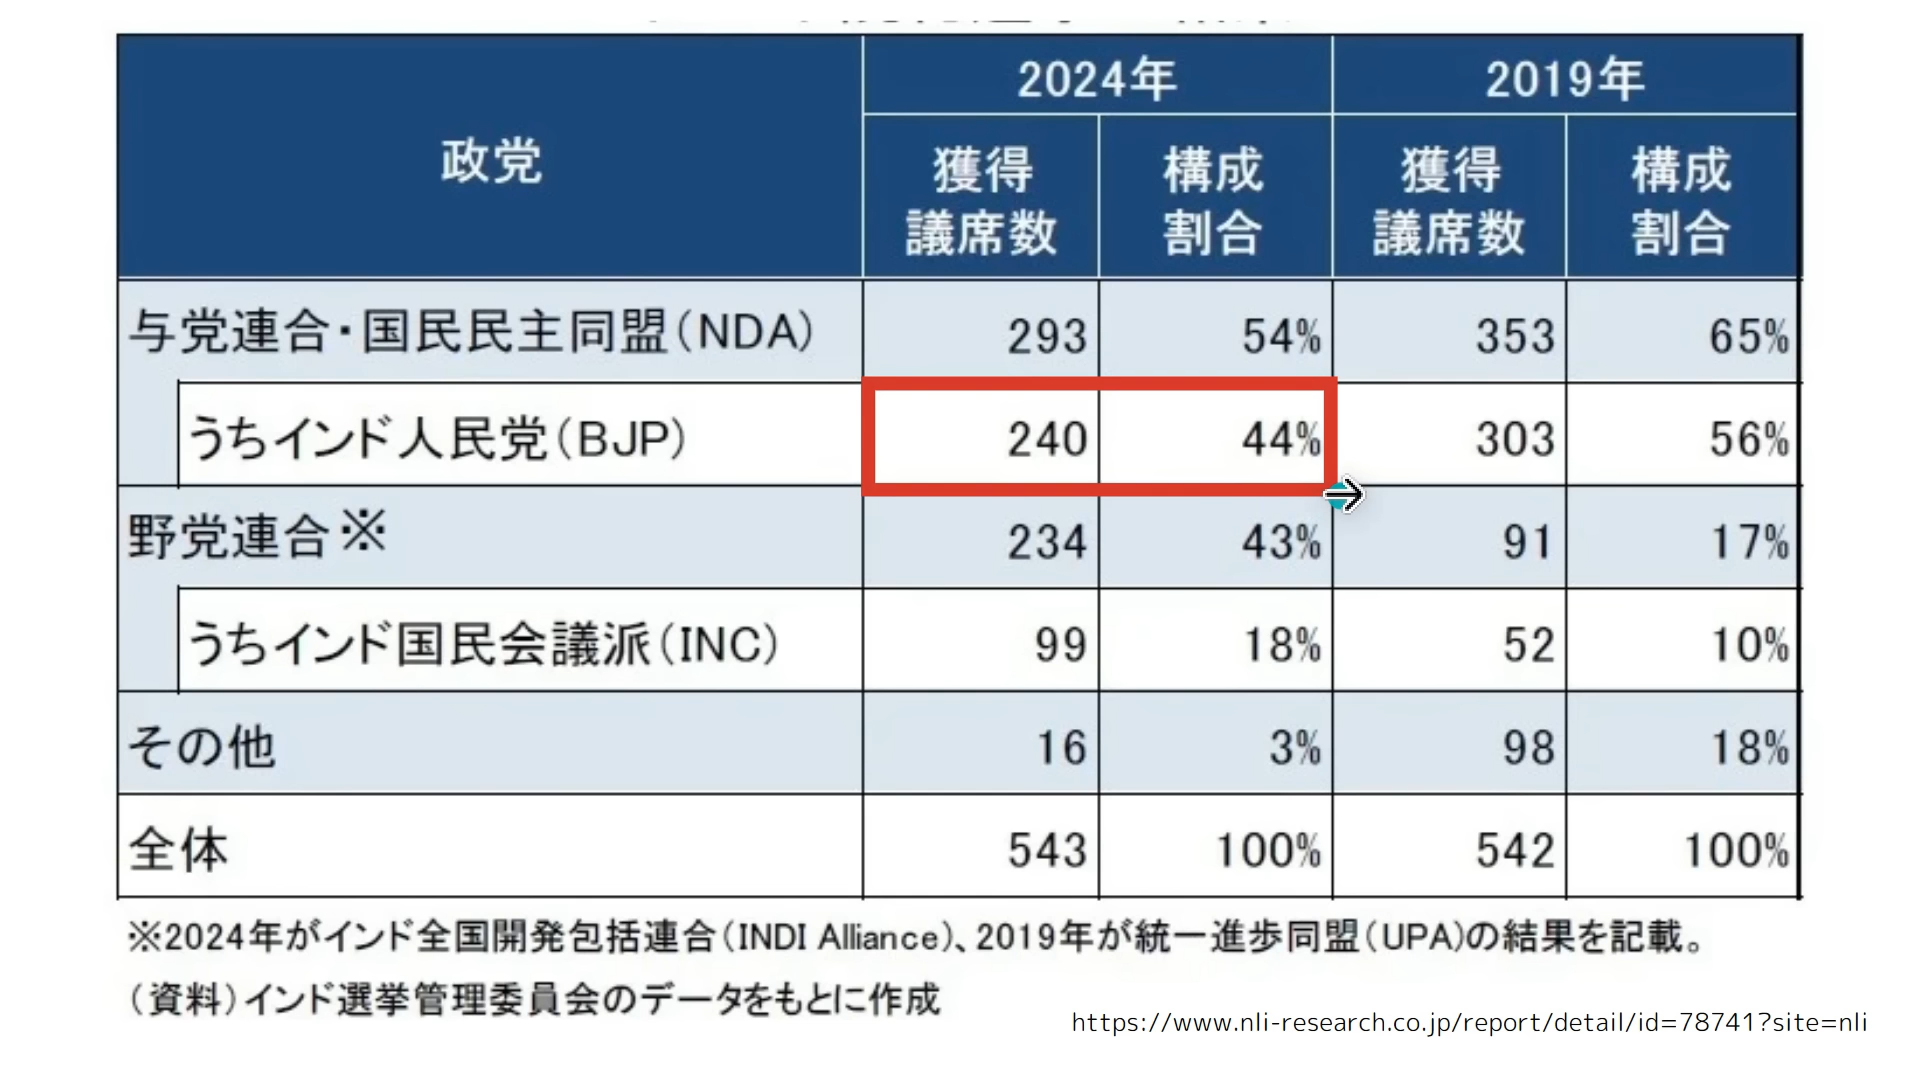 政党 2024年 2019年
獲得議席数 構成割合 獲得議席数 構成割合
与党連合・国民民主同盟(NDA) 293 54% 353 65%
うちインド人民党(BJP) 240 44% 303 56%
野党連合※ 234 43% 91 17%
うちインド国民会議派(INC) 99 18% 52 10%
その他 16 3% 98 18%
全体 543 100% 542 100%
※2024年がインド全国開発包括連合(INDI Alliance)、2019年が統一進歩同盟(UPA)の結果を記載。
(資料)インド選挙管理委員会のデータをもとに作成
https://www.nli-research.co.jp/report/detail/id=78741?site=nli